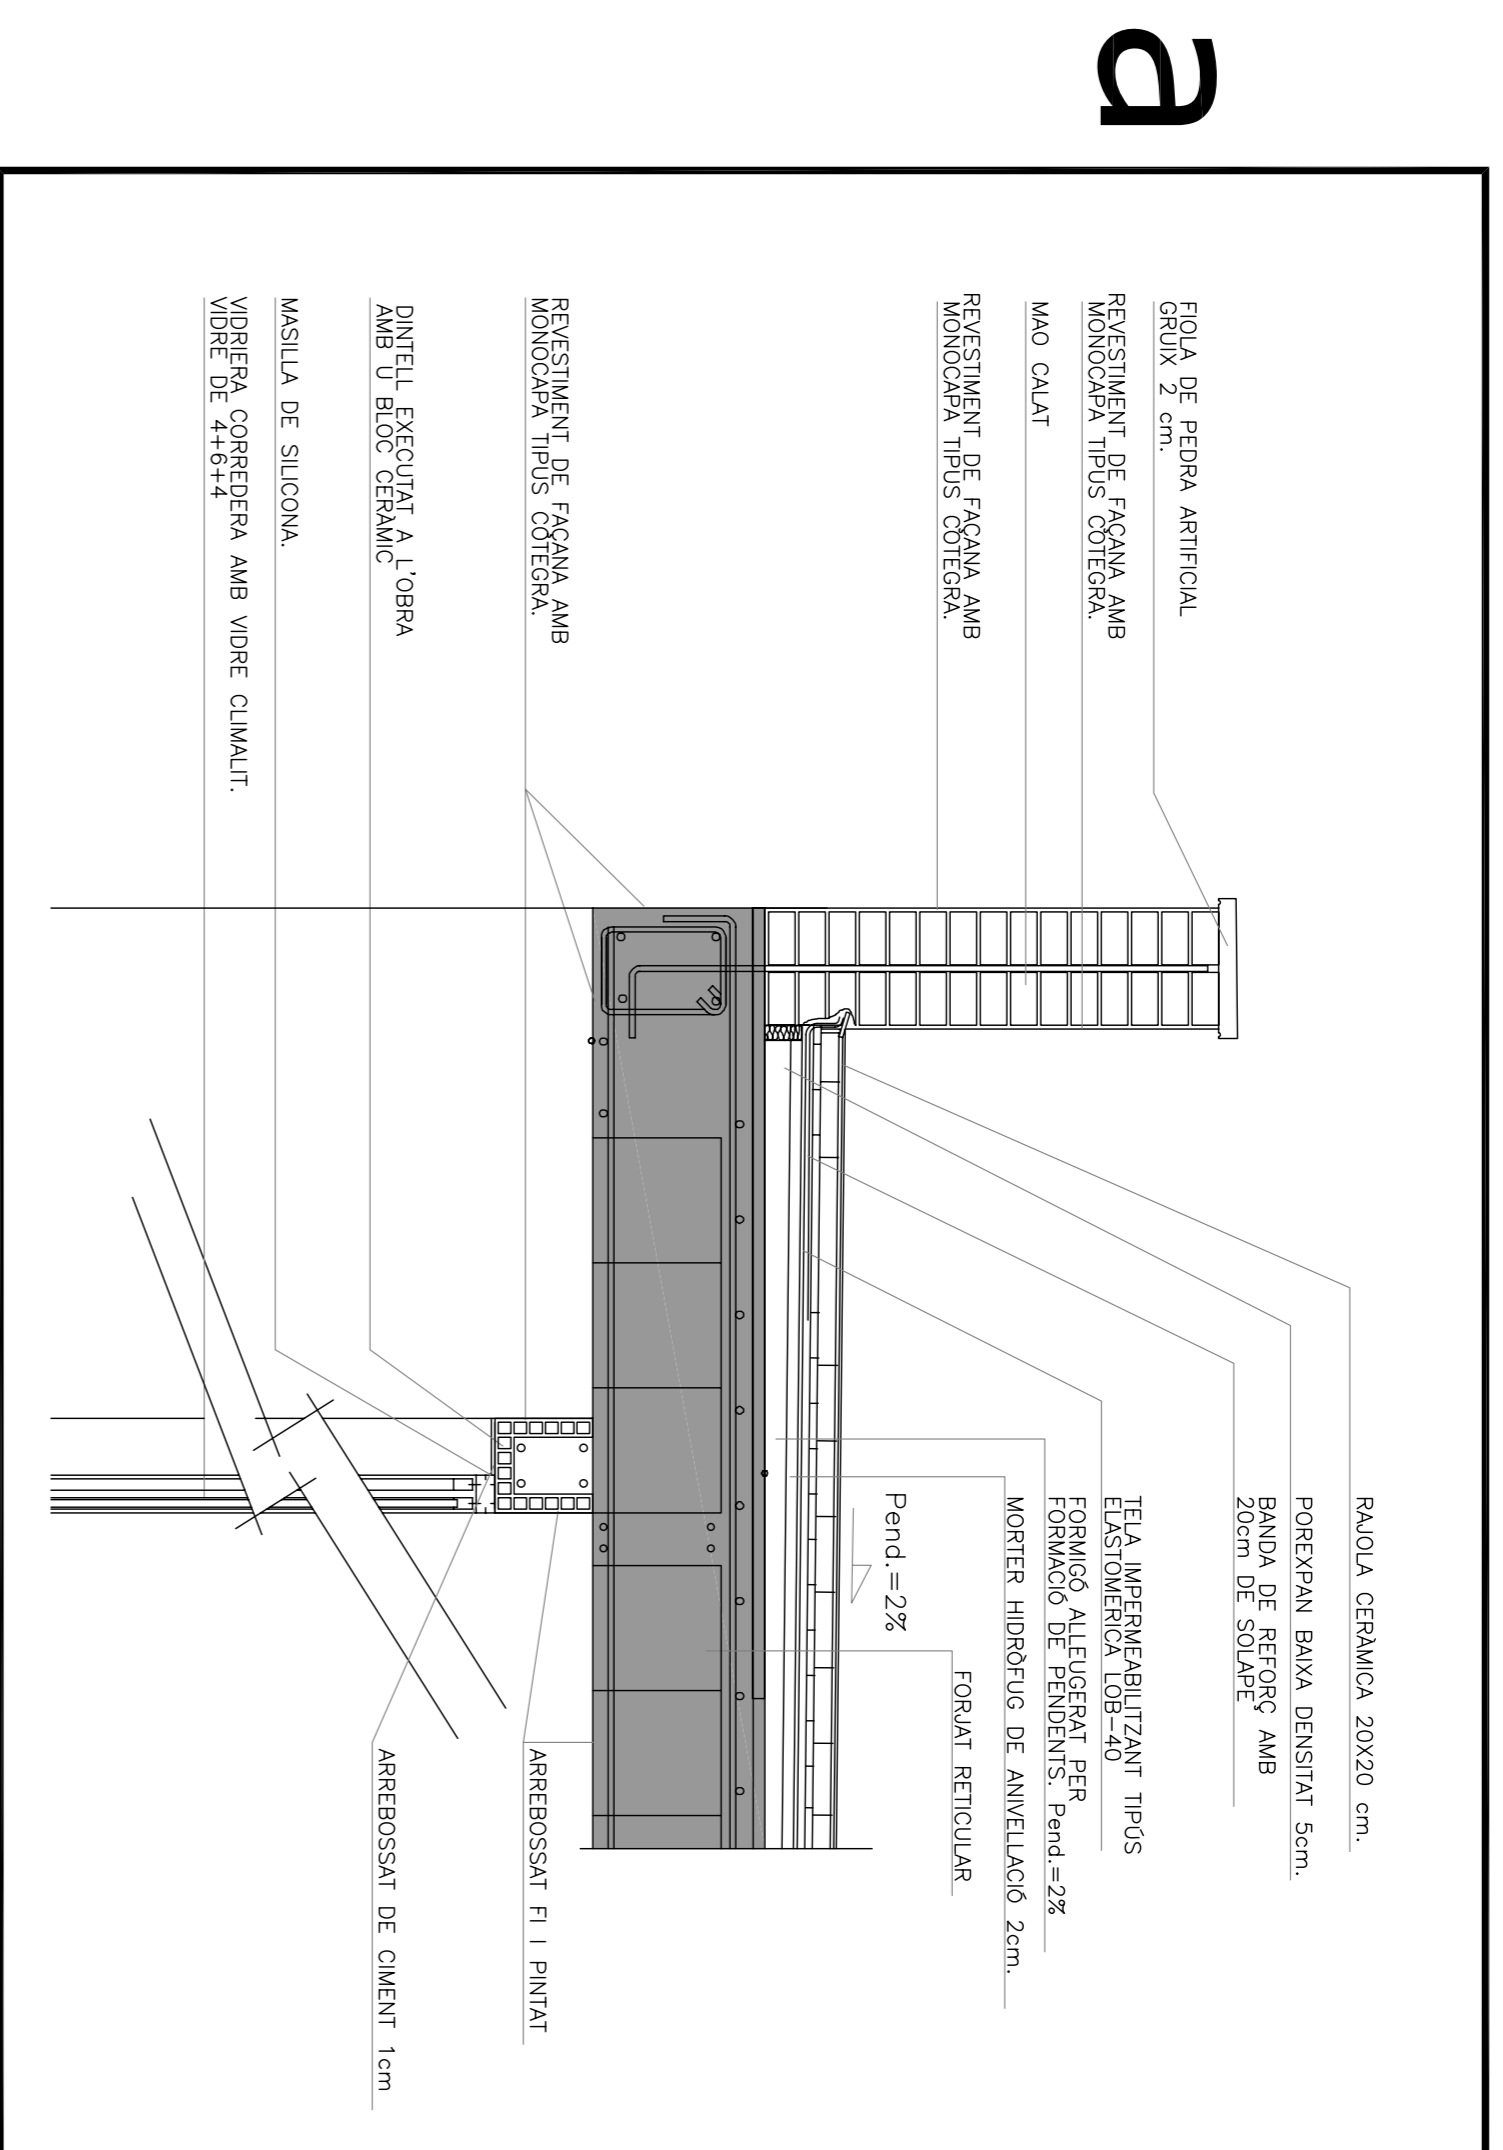 a
RAJOLA CERÀMICA 20X20 cm.
POREXPAN BAIXA DENSITAT 5cm.
BANDA DE REFORÇ AMB
20cm DE SOLAPE
TELA IMPERMEABILITZANT TIPÚS
ELASTOMERICA LOB-40
FORMIGÓ ALLEUGERAT PER
FORMACIÓ DE PENDENTS. Pend.=2%
MORTER HIDRÒFUG DE ANIVELLACIÓ 2cm.
FORJAT RETICULAR
Pend.=2%
FIOLA DE PEDRA ARTIFICIAL
GRUIX 2 cm.
REVESTIMENT DE FAÇANA AMB
MONOCAPA TIPUS COTEGRA.
MAO CALAT
REVESTIMENT DE FAÇANA AMB
MONOCAPA TIPUS COTEGRA.
REVESTIMENT DE FAÇANA AMB
MONOCAPA TIPUS COTEGRA.
DINTELL EXECUTAT A L'OBRA
AMB U BLOC CERÀMIC
MASILLA DE SILICONA.
VIDRIERA CORREDERA AMB VIDRE CLIMALIT.
VIDRE DE 4+6+4
ARREBOSSAT FI I PINTAT
ARREBOSSAT DE CIMENT 1cm